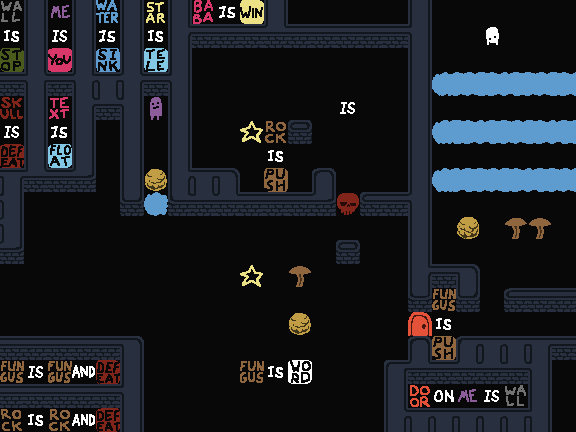 WALL IS STOP
ME IS YOU
WATER IS SINK
STAR IS TELE
BABA IS WIN
SKULL IS DEFEAT
TEXT IS FLOAT
IS
ROCK IS PUSH
FUNGUS IS PUSH
FUNGUS IS WORD
FUNGUS IS FUNGUS AND DEFEAT
DOOR ON ME IS WALL
ROCK IS ROCK AND DEFEAT